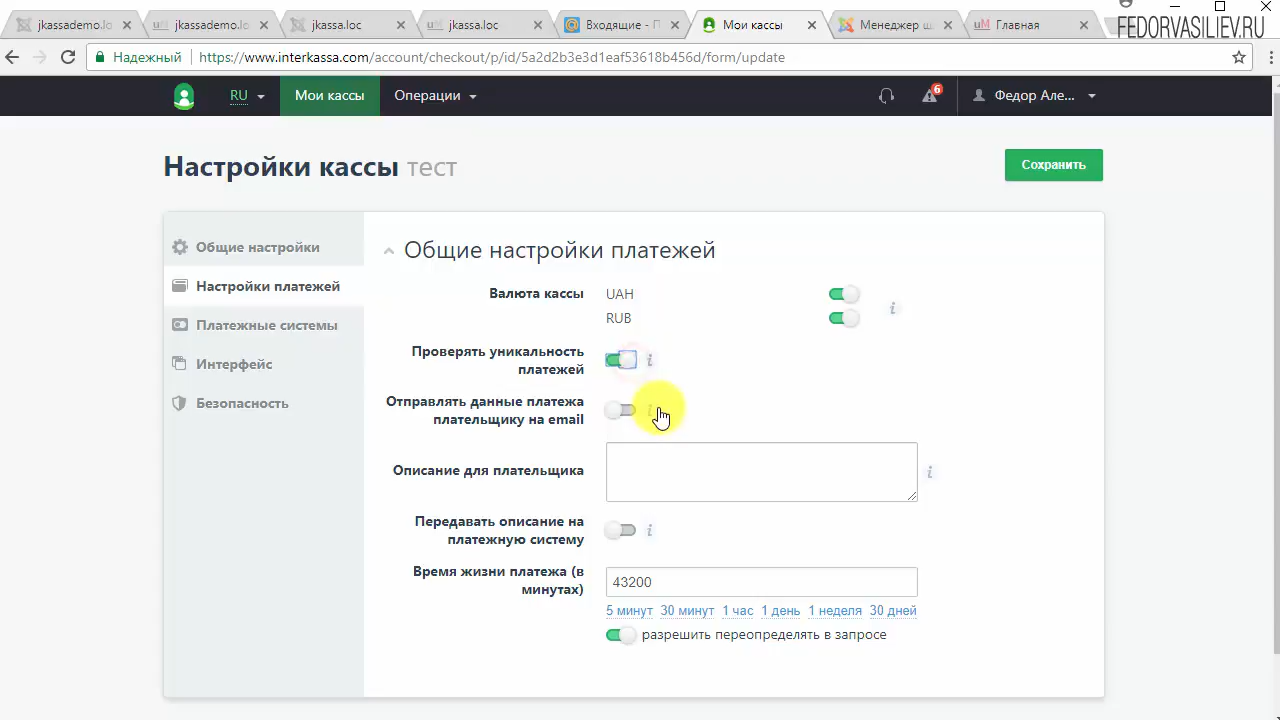 jkassademo.lo
jkassademo.lo
jkassa.loc
jkassa.loc
Входящие - П
Мои кассы
Менеджер ш
Главная
FEDORVASILIEV.RU
Надежный
https://www.interkassa.com/account/checkout/p/id/5a2d2b3e3d1eaf53618b456d/form/update
RU
Мои кассы
Операции
6
Федор Але...
Настройки кассы тест
Сохранить
Общие настройки
Настройки платежей
Платежные системы
Интерфейс
Безопасность
Общие настройки платежей
Валюта кассы
UAH
RUB
i
Проверять уникальность
платежей
i
Отправлять данные платежа
плательщику на email
i
Описание для плательщика
i
Передавать описание на
платежную систему
i
Время жизни платежа (в
минутах)
43200
5 минут 30 минут 1 час 1 день 1 неделя 30 дней
разрешить переопределять в запросе